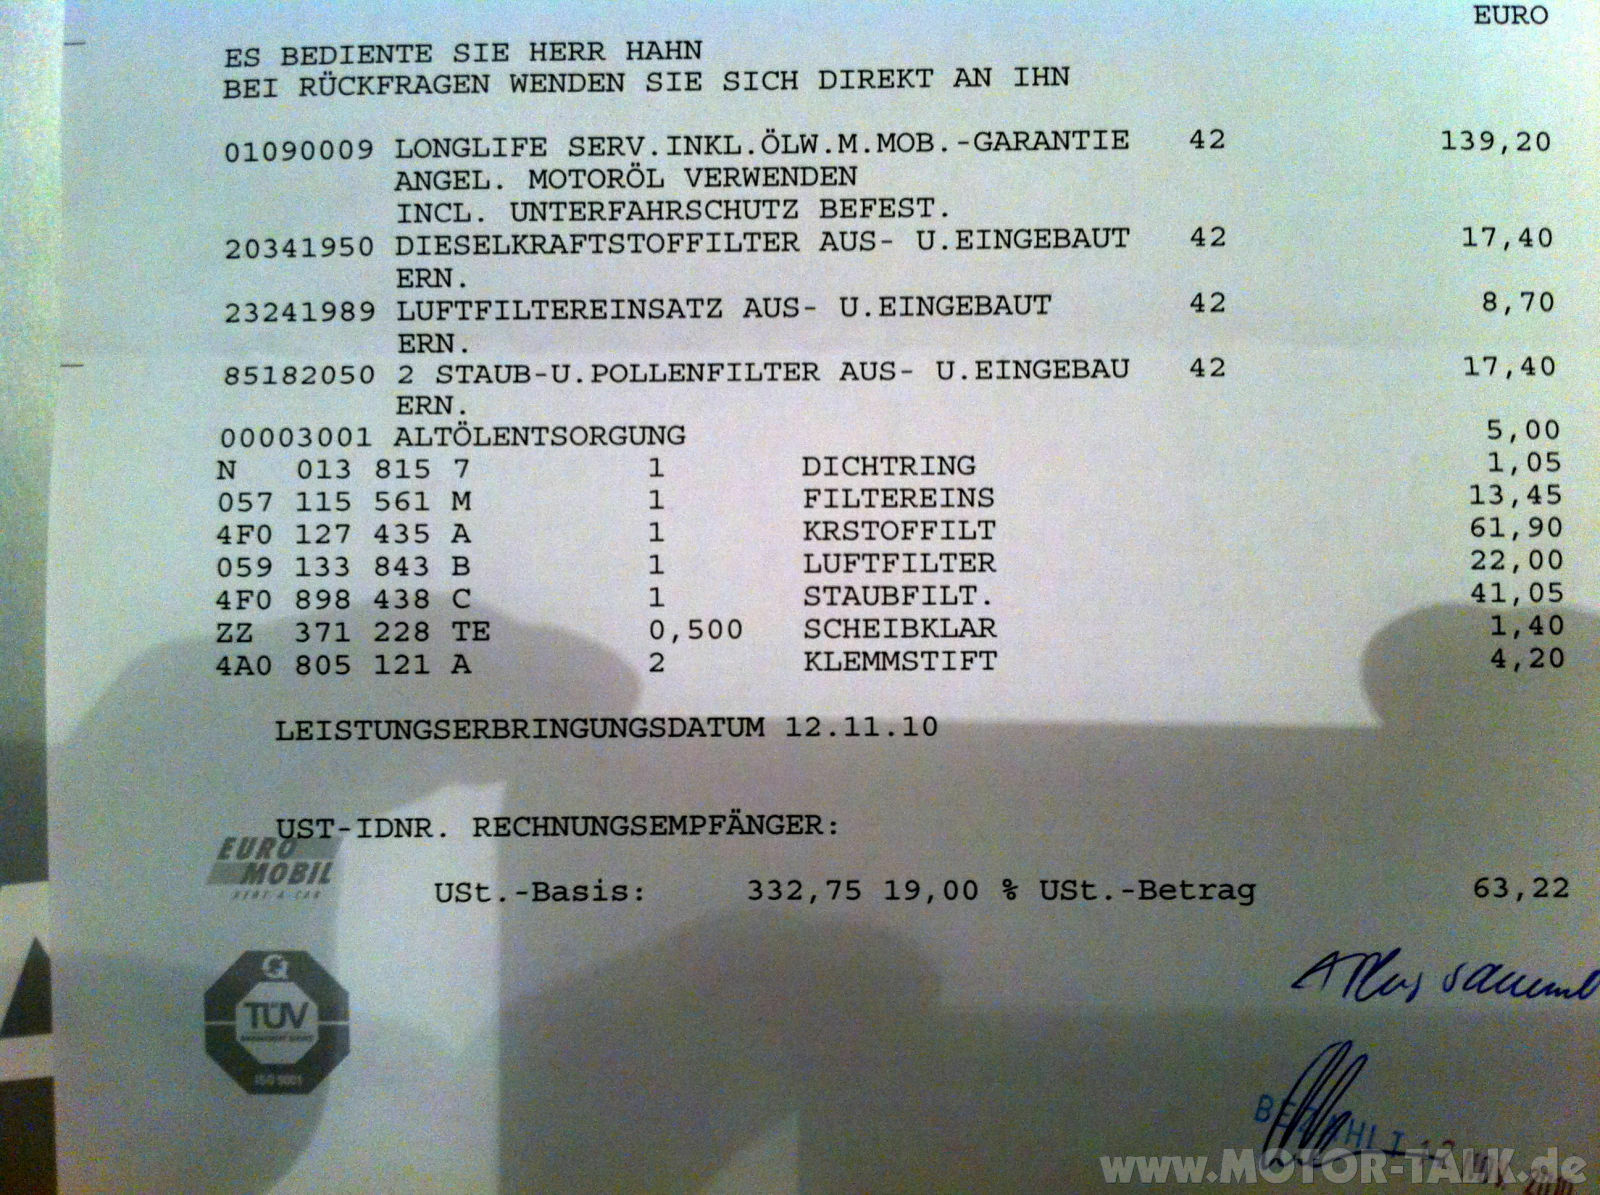 EURO
ES BEDIENTE SIE HERR HAHN
BEI RÜCKFRAGEN WENDEN SIE SICH DIREKT AN IHN
01090009 LONGLIFE SERV.INKL.ÖLW.M.MOB.-GARANTIE 42 139,20
ANGEL. MOTORÖL VERWENDEN
INCL. UNTERFAHRSCHUTZ BEFEST.
20341950 DIESELKRAFTSTOFFILTER AUS- U.EINGEBAUT 42 17,40
ERN.
23241989 LUFTFILTEREINSATZ AUS- U.EINGEBAUT 42 8,70
ERN.
85182050 2 STAUB-U.POLLENFILTER AUS- U.EINGEBAU 42 17,40
ERN.
00003001 ALTÖLENTSORGUNG 5,00
N 013 815 7 1 DICHTRING 1,05
057 115 561 M 1 FILTEREINS 13,45
4F0 127 435 A 1 KRSTOFFILT 61,90
059 133 843 B 1 LUFTFILTER 22,00
4F0 898 438 C 1 STAUBFILT. 41,05
ZZ 371 228 TE 0,500 SCHEIBKLAR 1,40
4A0 805 121 A 2 KLEMMSTIFT 4,20
LEISTUNGSERBRINGUNGSDATUM 12.11.10
UST-IDNR. RECHNUNGSEMPFÄNGER:
EURO
MOBIL
RENT-A-CAR
USt.-Basis: 332,75 19,00 % USt.-Betrag 63,22
TÜV
MANAGEMENT SERVICE
ISO 9001
www.MOTOR-TALK.de